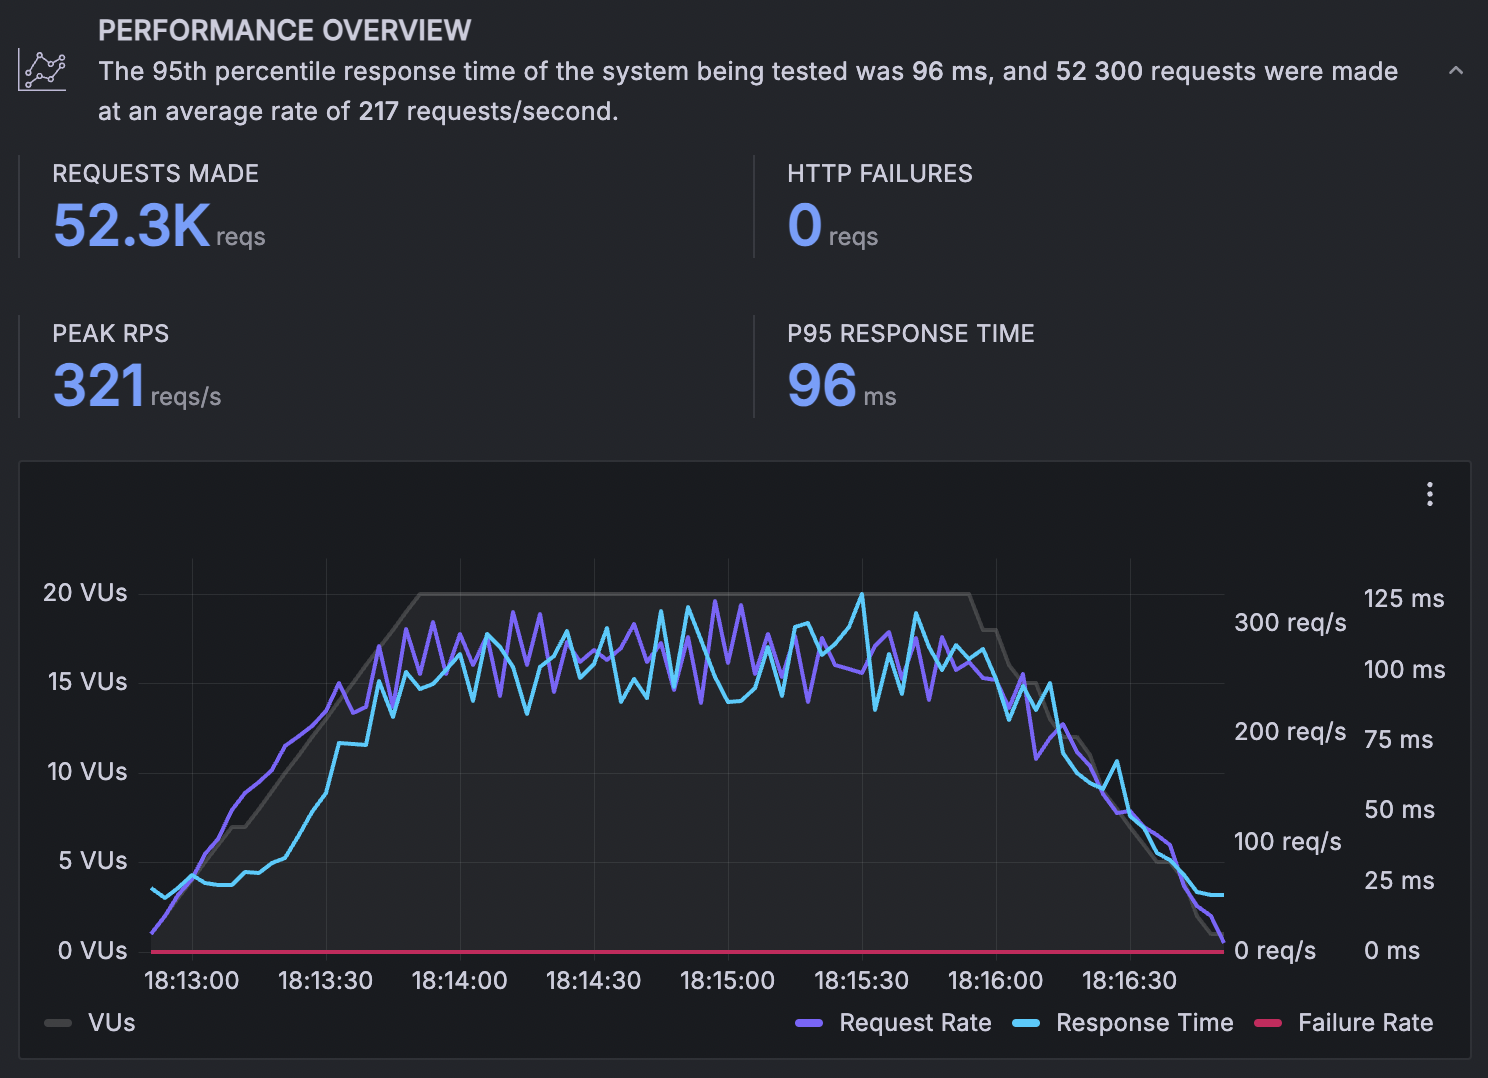 PERFORMANCE OVERVIEW
The 95th percentile response time of the system being tested was 96 ms, and 52 300 requests were made
at an average rate of 217 requests/second.
REQUESTS MADE
52.3K reqs
HTTP FAILURES
0 reqs
PEAK RPS
321 reqs/s
P95 RESPONSE TIME
96 ms
20 VUs
15 VUs
10 VUs
5 VUs
0 VUs
300 req/s
200 req/s
100 req/s
0 req/s
125 ms
100 ms
75 ms
50 ms
25 ms
0 ms
18:13:00 18:13:30 18:14:00 18:14:30 18:15:00 18:15:30 18:16:00 18:16:30
VUs Request Rate Response Time Failure Rate